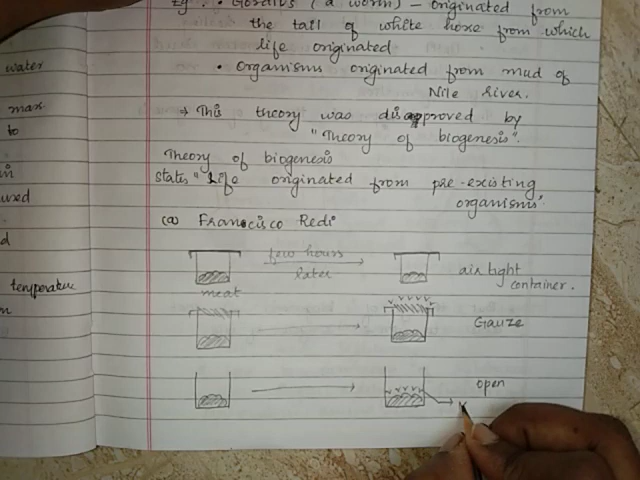 Eg:- • Gordius (a worm) - originated from
the tail of white horse from which
life originated
• Organisms originated from mud of
Nile River.
→ This theory was disapproved by
"Theory of biogenesis".
Theory of biogenesis
states "Life originated from pre-existing
organisms"
(a) Francisco Redi
few hours
later
air tight
container.
meat
Gauze
open
water
max
to
in
used
d
temperature